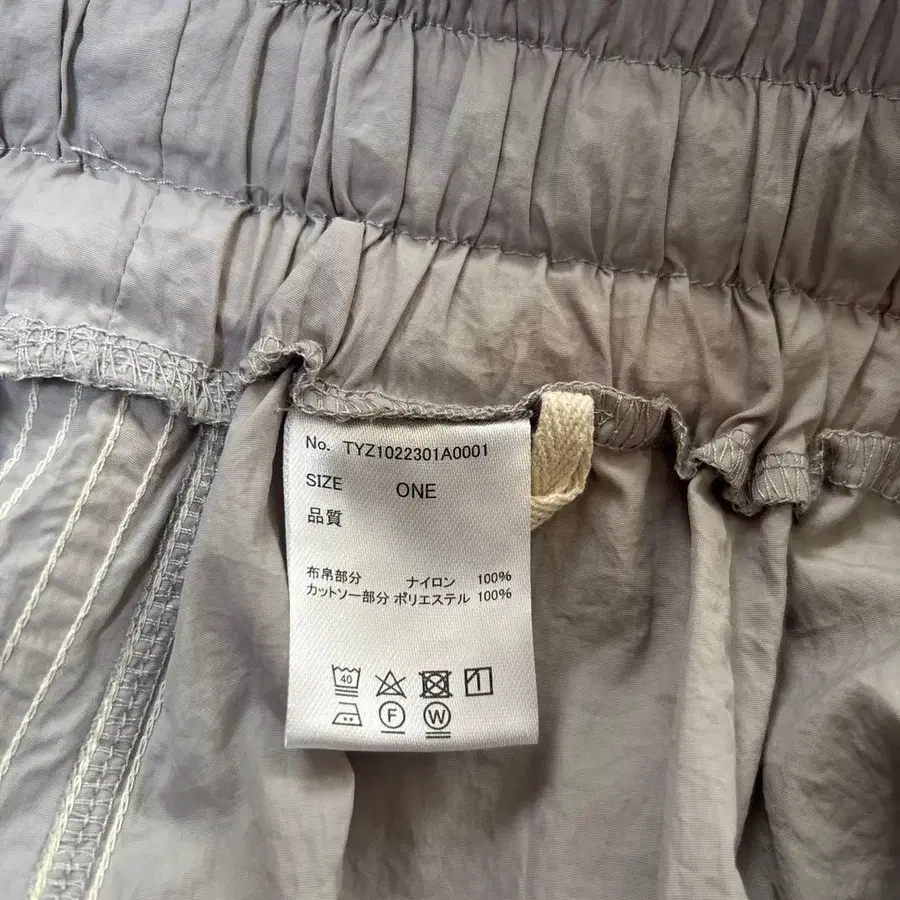 No. TYZ1022301A0001
SIZE ONE
品質
布帛部分 ナイロン 100%
カットソー部分 ポリエステル 100%
40
F W